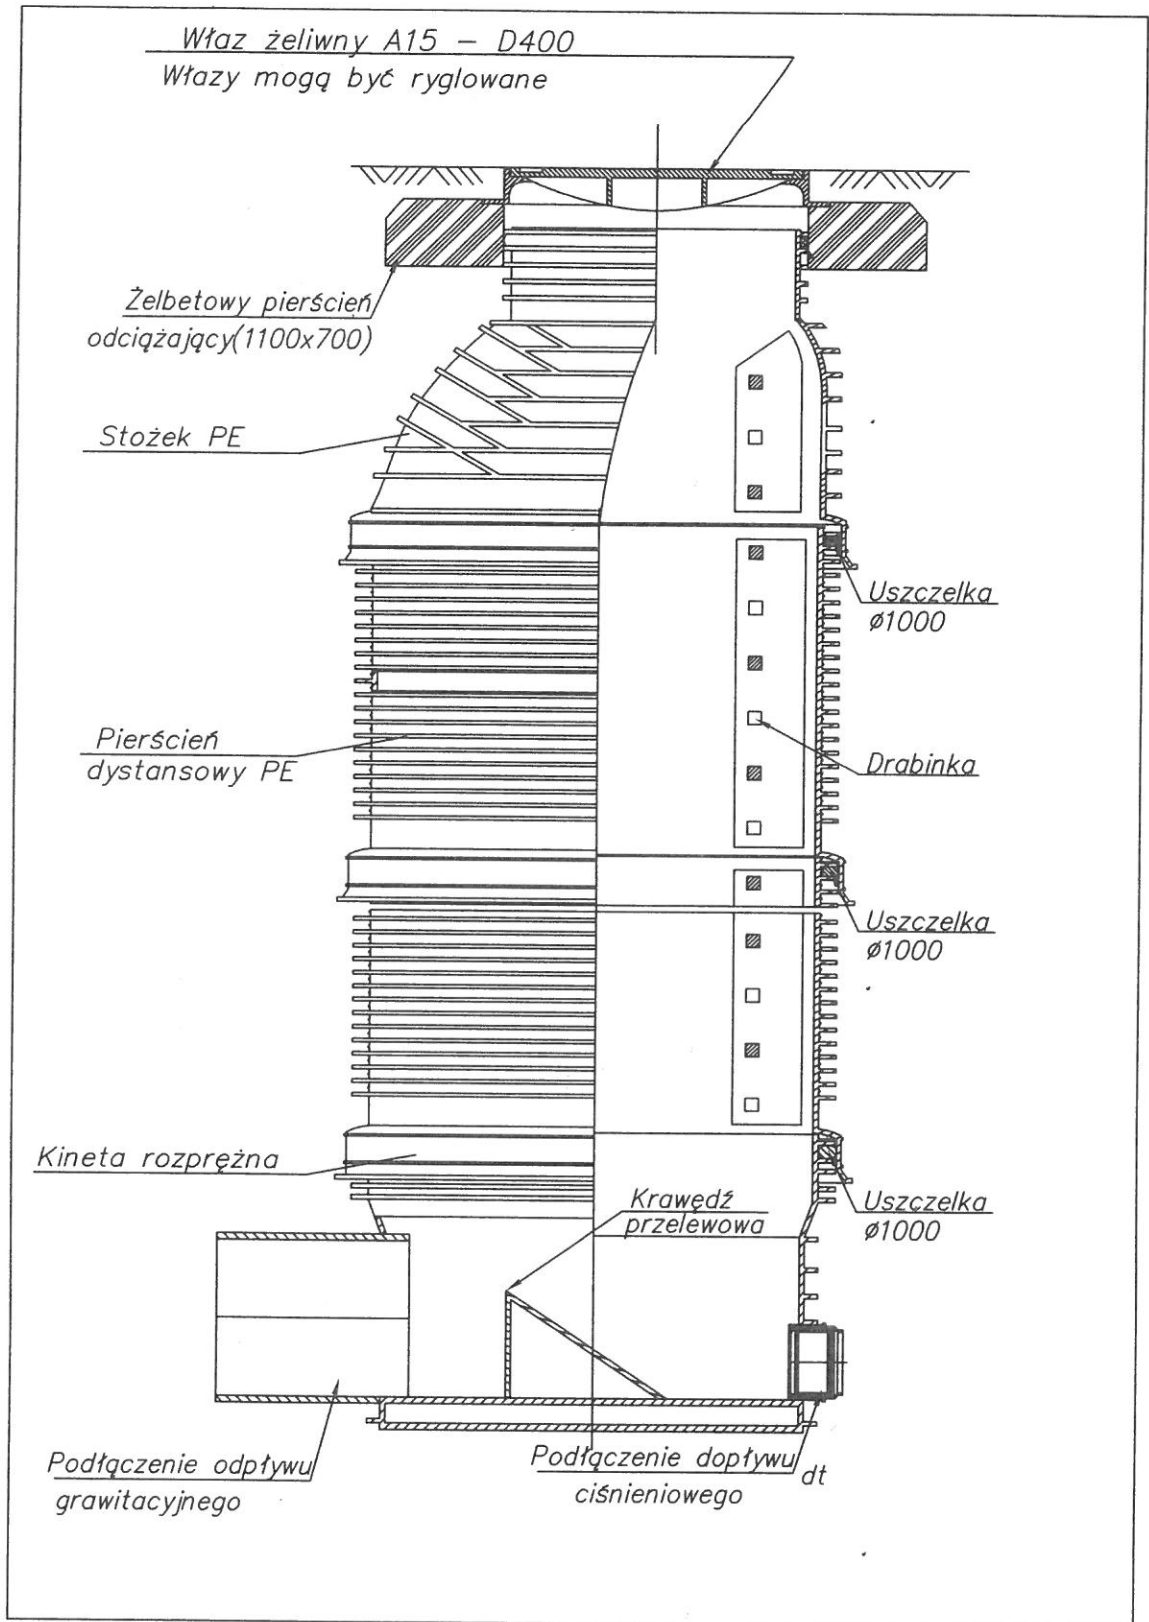 Właz żeliwny A15 - D400
Włazy mogą być ryglowane
Żelbetowy pierścień
odciążający(1100x700)
Stożek PE
Uszczelka
ø1000
Pierścień
dystansowy PE
Drabinka
Uszczelka
ø1000
Kineta rozprężna
Krawędź
przelewowa
Uszczelka
ø1000
Podłączenie odpływu
grawitacyjnego
Podłączenie dopływu dt
ciśnieniowego